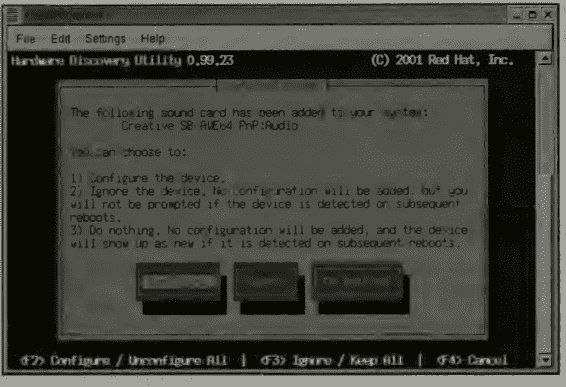 File Edit Settings Help
Hardware Discovery Utility 0.99.23 (C) 2001 Red Hat, Inc.
The following sound card has been added to your system:
Creative SB AWE64 PnP:Audio
You can choose to:
1) Configure the device.
2) Ignore the device. No configuration will be added, but you
will not be prompted if the device is detected on subsequent
reboots.
3) Do nothing. No configuration will be added, and the device
will show up as new if it is detected on subsequent reboots.
<F2> Configure / Unconfigure All | <F3> Ignore / Keep All | <F4> Cancel